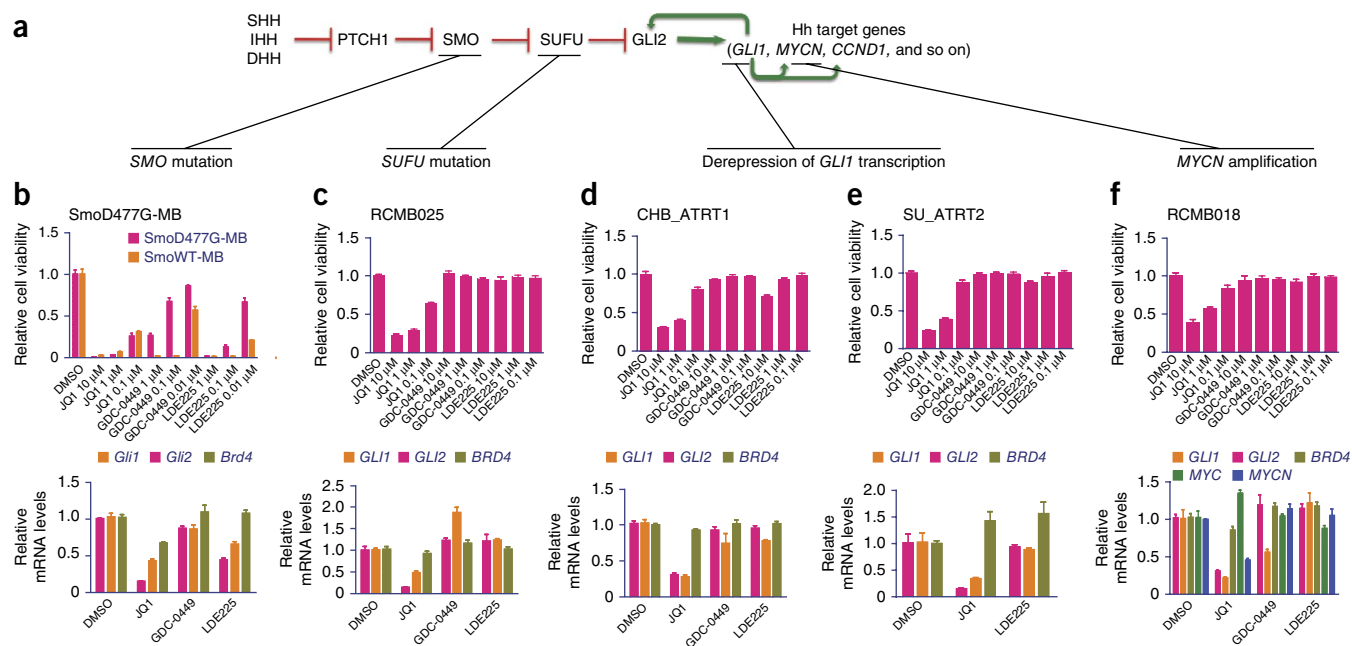 a
SHH
IHH
DHH
PTCH1
SMO
SUFU
GLI2
Hh target genes
(GLI1, MYCN, CCND1, and so on)
SMO mutation
SUFU mutation
Derepression of GLI1 transcription
MYCN amplification
b
SmoD477G-MB
Relative cell viability
1.5
1.0
0.5
0
SmoD477G-MB
SmoWT-MB
DMSO
JQ1 10 µM
JQ1 1 µM
JQ1 0.1 µM
GDC-0449 1 µM
GDC-0449 0.1 µM
GDC-0449 0.01 µM
LDE225 1 µM
LDE225 0.1 µM
LDE225 0.01 µM
Gli1 Gli2 Brd4
Relative
mRNA levels
1.5
1.0
0.5
0
DMSO
JQ1
GDC-0449
LDE225
c
RCMB025
Relative cell viability
1.5
1.0
0.5
0
DMSO
JQ1 10 µM
JQ1 1 µM
JQ1 0.1 µM
GDC-0449 10 µM
GDC-0449 1 µM
GDC-0449 0.1 µM
LDE225 10 µM
LDE225 1 µM
LDE225 0.1 µM
GLI1 GLI2 BRD4
Relative
mRNA levels
2.5
2.0
1.5
1.0
0.5
0
DMSO
JQ1
GDC-0449
LDE225
d
CHB_ATRT1
Relative cell viability
1.5
1.0
0.5
0
DMSO
JQ1 10 µM
JQ1 1 µM
JQ1 0.1 µM
GDC-0449 10 µM
GDC-0449 1 µM
GDC-0449 0.1 µM
LDE225 10 µM
LDE225 1 µM
LDE225 0.1 µM
GLI1 GLI2 BRD4
Relative
mRNA levels
1.5
1.0
0.5
0
DMSO
JQ1
GDC-0449
LDE225
e
SU_ATRT2
Relative cell viability
1.5
1.0
0.5
0
DMSO
JQ1 10 µM
JQ1 1 µM
JQ1 0.1 µM
GDC-0449 10 µM
GDC-0449 1 µM
GDC-0449 0.1 µM
LDE225 10 µM
LDE225 1 µM
LDE225 0.1 µM
GLI1 GLI2 BRD4
Relative
mRNA levels
2.0
1.5
1.0
0.5
0
DMSO
JQ1
LDE225
f
RCMB018
Relative cell viability
1.5
1.0
0.5
0
DMSO
JQ1 10 µM
JQ1 1 µM
JQ1 0.1 µM
GDC-0449 10 µM
GDC-0449 1 µM
GDC-0449 0.1 µM
LDE225 10 µM
LDE225 1 µM
LDE225 0.1 µM
GLI1 GLI2 BRD4
MYC MYCN
Relative
mRNA levels
1.5
1.0
0.5
0
DMSO
JQ1
GDC-0449
LDE225